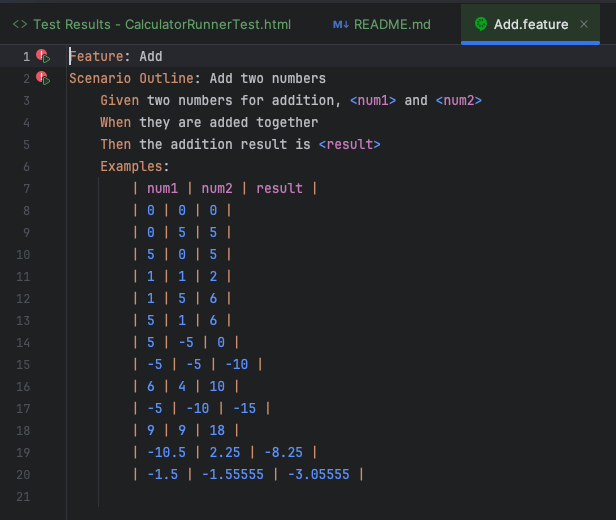 <> Test Results - CalculatorRunnerTest.html
M↓ README.md
Add.feature ×
1 Feature: Add
2 Scenario Outline: Add two numbers
3 Given two numbers for addition, <num1> and <num2>
4 When they are added together
5 Then the addition result is <result>
6 Examples:
7 | num1 | num2 | result |
8 | 0 | 0 | 0 |
9 | 0 | 5 | 5 |
10 | 5 | 0 | 5 |
11 | 1 | 1 | 2 |
12 | 1 | 5 | 6 |
13 | 5 | 1 | 6 |
14 | 5 | -5 | 0 |
15 | -5 | -5 | -10 |
16 | 6 | 4 | 10 |
17 | -5 | -10 | -15 |
18 | 9 | 9 | 18 |
19 | -10.5 | 2.25 | -8.25 |
20 | -1.5 | -1.55555 | -3.05555 |
21